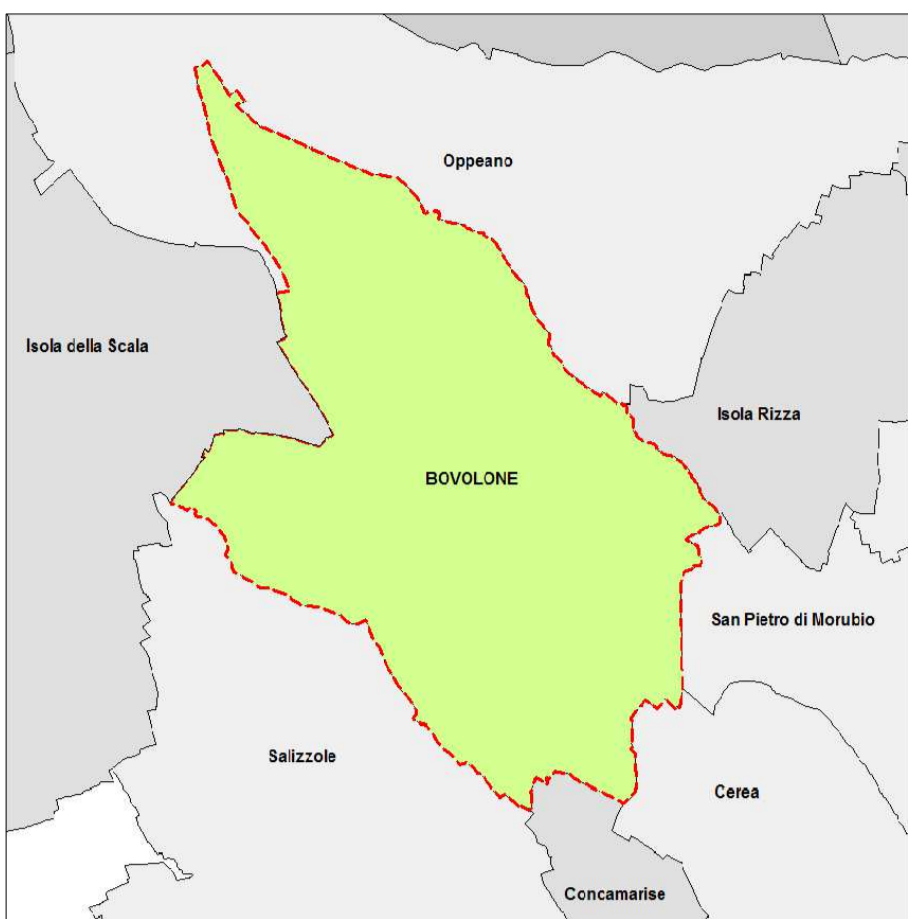 Oppeano
Isola della Scala
Isola Rizza
BOVOLONE
San Pietro di Morubio
Salizzole
Cerea
Concamarise